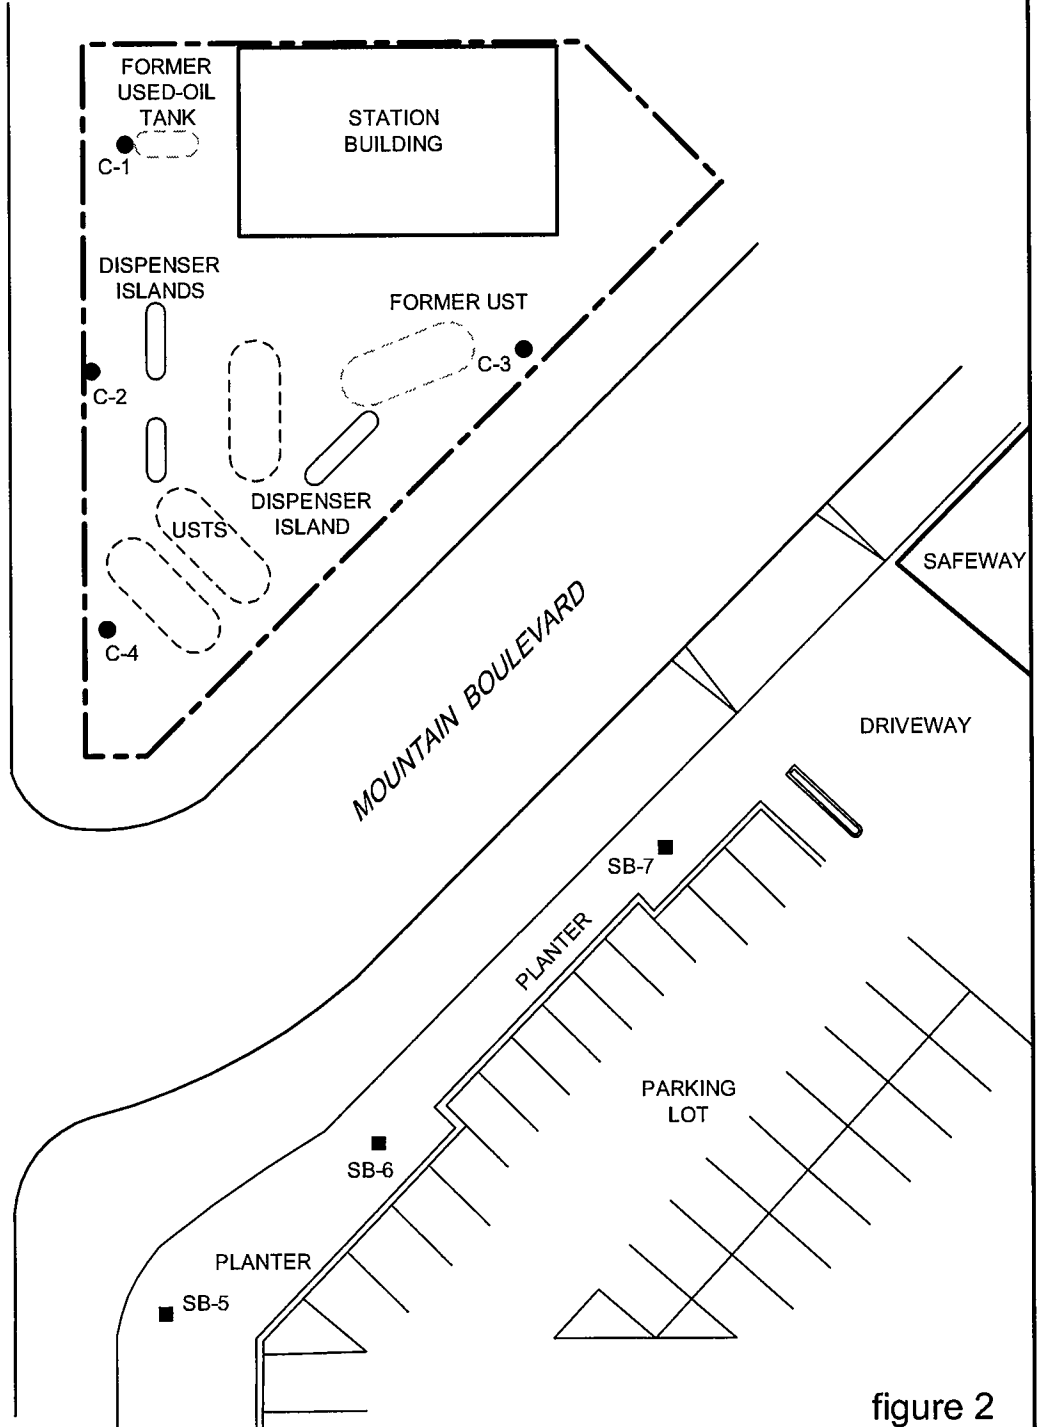 FORMER
USED-OIL
TANK
C-1
STATION
BUILDING
DISPENSER
ISLANDS
FORMER UST
C-3
C-2
DISPENSER
ISLAND
USTS
C-4
MOUNTAIN BOULEVARD
SAFEWAY
DRIVEWAY
SB-7
PLANTER
PARKING
LOT
SB-6
PLANTER
SB-5
figure 2